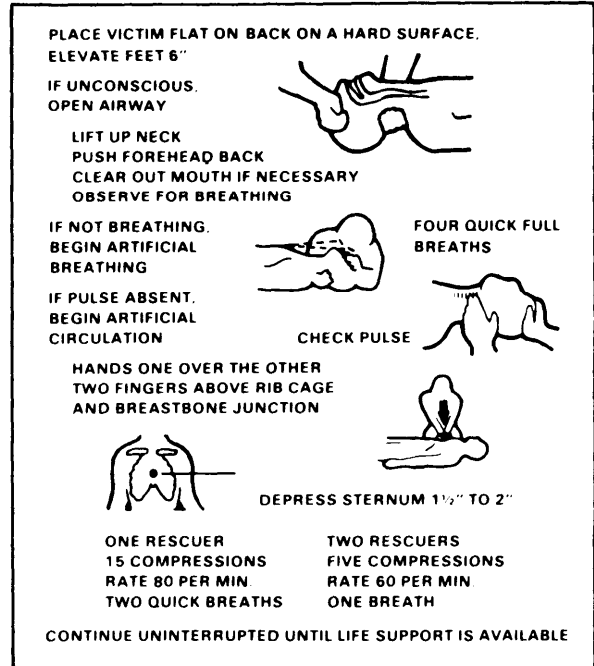 PLACE VICTIM FLAT ON BACK ON A HARD SURFACE,
ELEVATE FEET 6"
IF UNCONSCIOUS,
OPEN AIRWAY
LIFT UP NECK
PUSH FOREHEAD BACK
CLEAR OUT MOUTH IF NECESSARY
OBSERVE FOR BREATHING
IF NOT BREATHING,
BEGIN ARTIFICIAL
BREATHING
FOUR QUICK FULL
BREATHS
IF PULSE ABSENT,
BEGIN ARTIFICIAL
CIRCULATION
CHECK PULSE
HANDS ONE OVER THE OTHER
TWO FINGERS ABOVE RIB CAGE
AND BREASTBONE JUNCTION
DEPRESS STERNUM 1½" TO 2"
ONE RESCUER
15 COMPRESSIONS
RATE 80 PER MIN.
TWO QUICK BREATHS
TWO RESCUERS
FIVE COMPRESSIONS
RATE 60 PER MIN.
ONE BREATH
CONTINUE UNINTERRUPTED UNTIL LIFE SUPPORT IS AVAILABLE